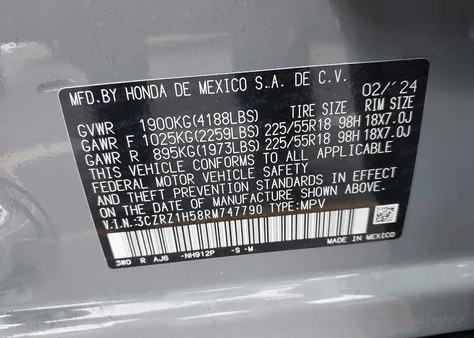 MFD.BY HONDA DE MEXICO S.A. DE C.V. 02/'24
GVWR 1900KG(4188LBS) TIRE SIZE RIM SIZE
GAWR F 1025KG(2259LBS) 225/55R18 98H 18X7.0J
GAWR R 895KG(1973LBS) 225/55R18 98H 18X7.0J
THIS VEHICLE CONFORMS TO ALL APPLICABLE
FEDERAL MOTOR VEHICLE SAFETY
AND THEFT PREVENTION STANDARDS IN EFFECT
ON THE DATE OF MANUFACTURE SHOWN ABOVE.
V.I.N.:3CZRZ1H58RM747790 TYPE:MPV
3W0 R AJ6 -NH912P -S -M MADE IN MEXICO
AUTOSNAP